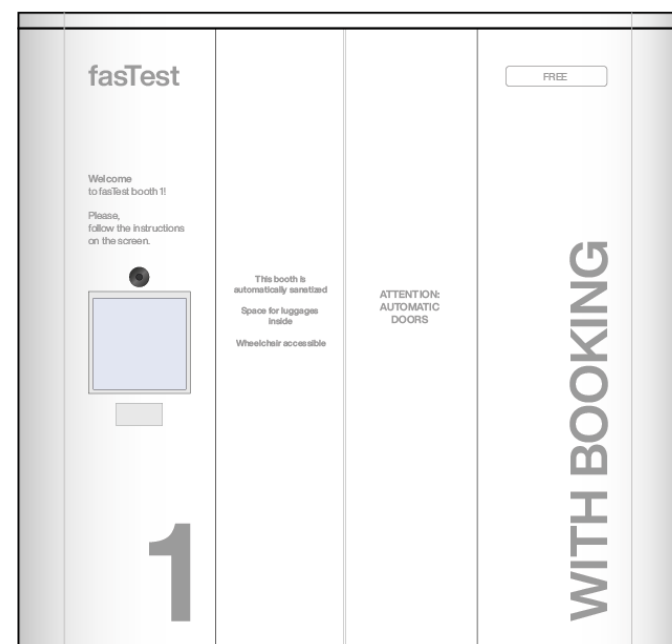 fasTest
Welcome
to fasTest booth 1!
Please,
follow the instructions
on the screen.
1
This booth is
automatically sanatized
Space for luggages
inside
Wheelchair accessible
ATTENTION:
AUTOMATIC
DOORS
FREE
WITH BOOKING